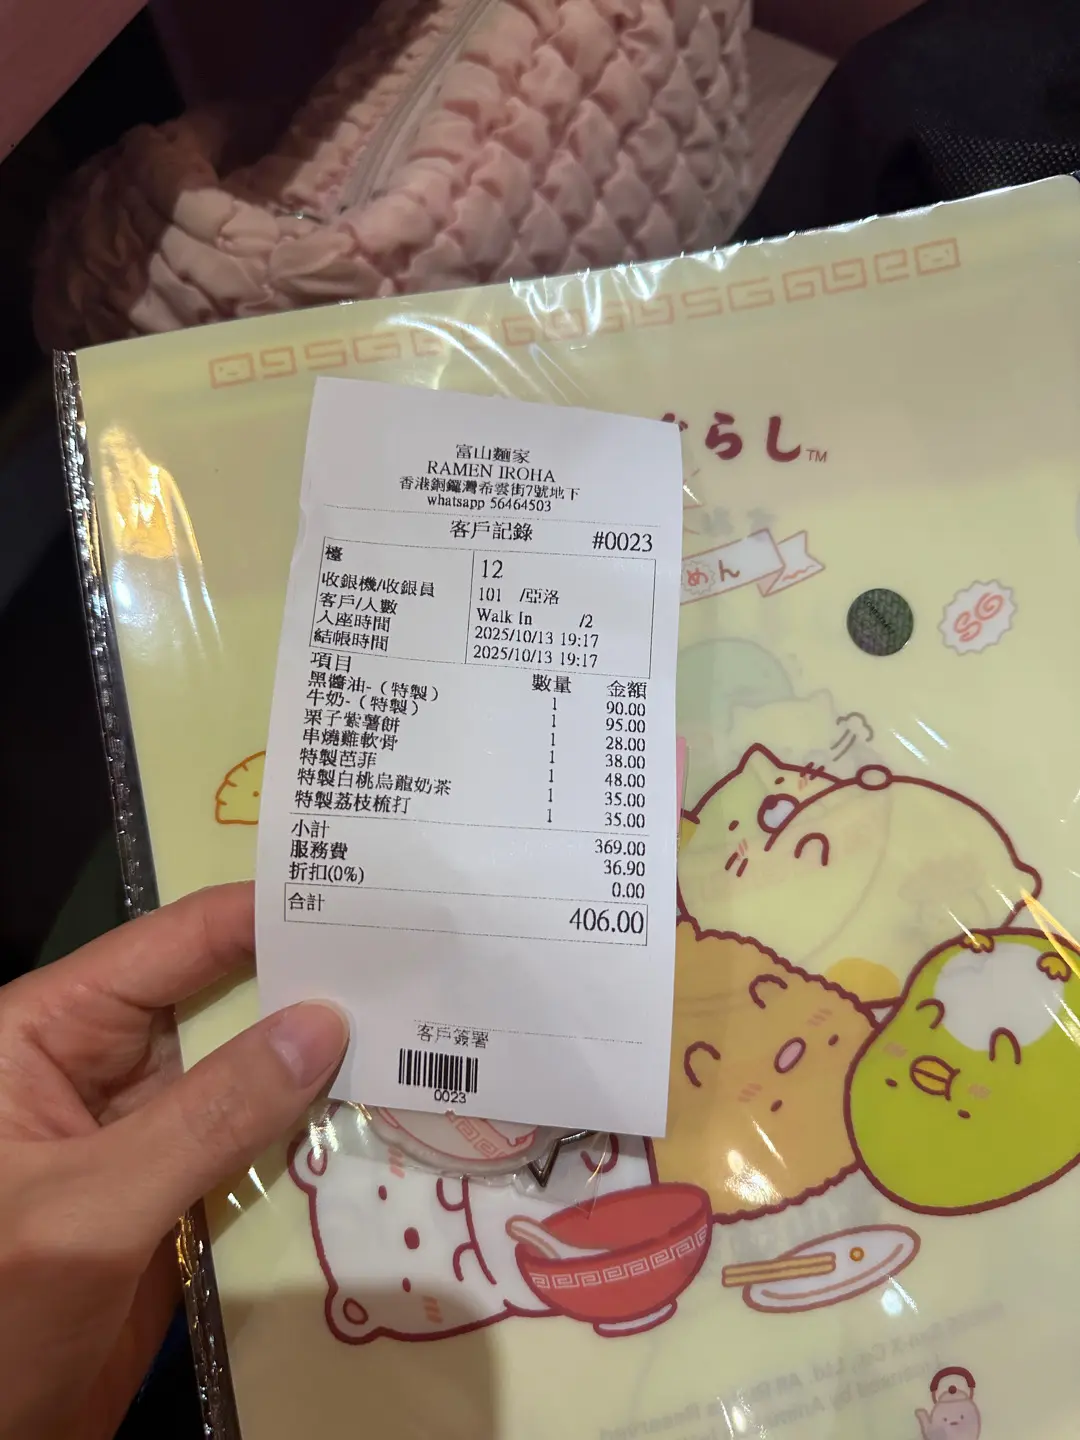 ぐらし™
めん
SG
富山麵家
RAMEN IROHA
香港銅鑼灣希雲街7號地下
whatsapp 56464503
客戶記錄 #0023
檯 12
收銀機/收銀員 101 /亞洛
客戶/人數 Walk In /2
入座時間 2025/10/13 19:17
結帳時間 2025/10/13 19:17
項目 數量 金額
黑醬油-（特製） 1 90.00
牛奶-（特製） 1 95.00
栗子紫薯餅 1 28.00
串燒雞軟骨 1 38.00
特製芭菲 1 48.00
特製白桃烏龍奶茶 1 35.00
特製荔枝梳打 1 35.00
小計 369.00
服務費 36.90
折扣(0%) 0.00
合計 406.00
客戶簽署
0023